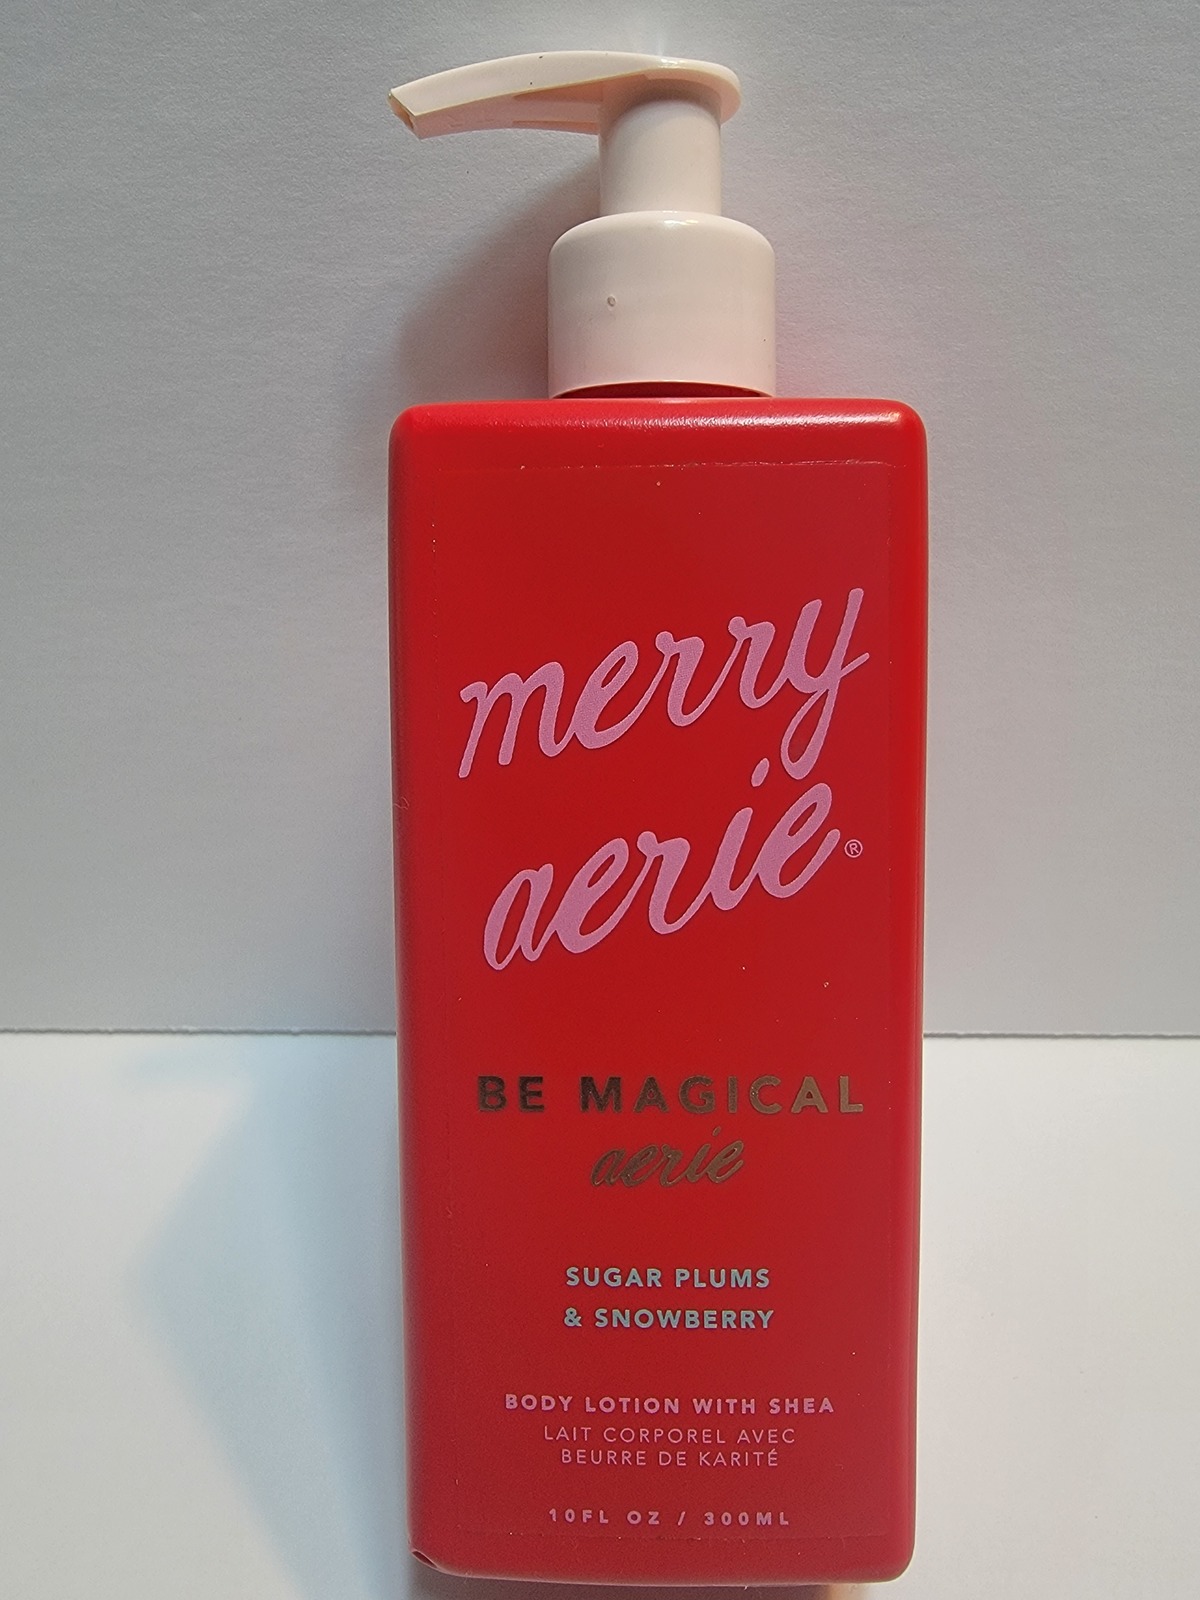 merry
aerie®
BE MAGICAL
aerie
SUGAR PLUMS
& SNOWBERRY
BODY LOTION WITH SHEA
LAIT CORPOREL AVEC
BEURRE DE KARITÉ
10FL OZ / 300ML